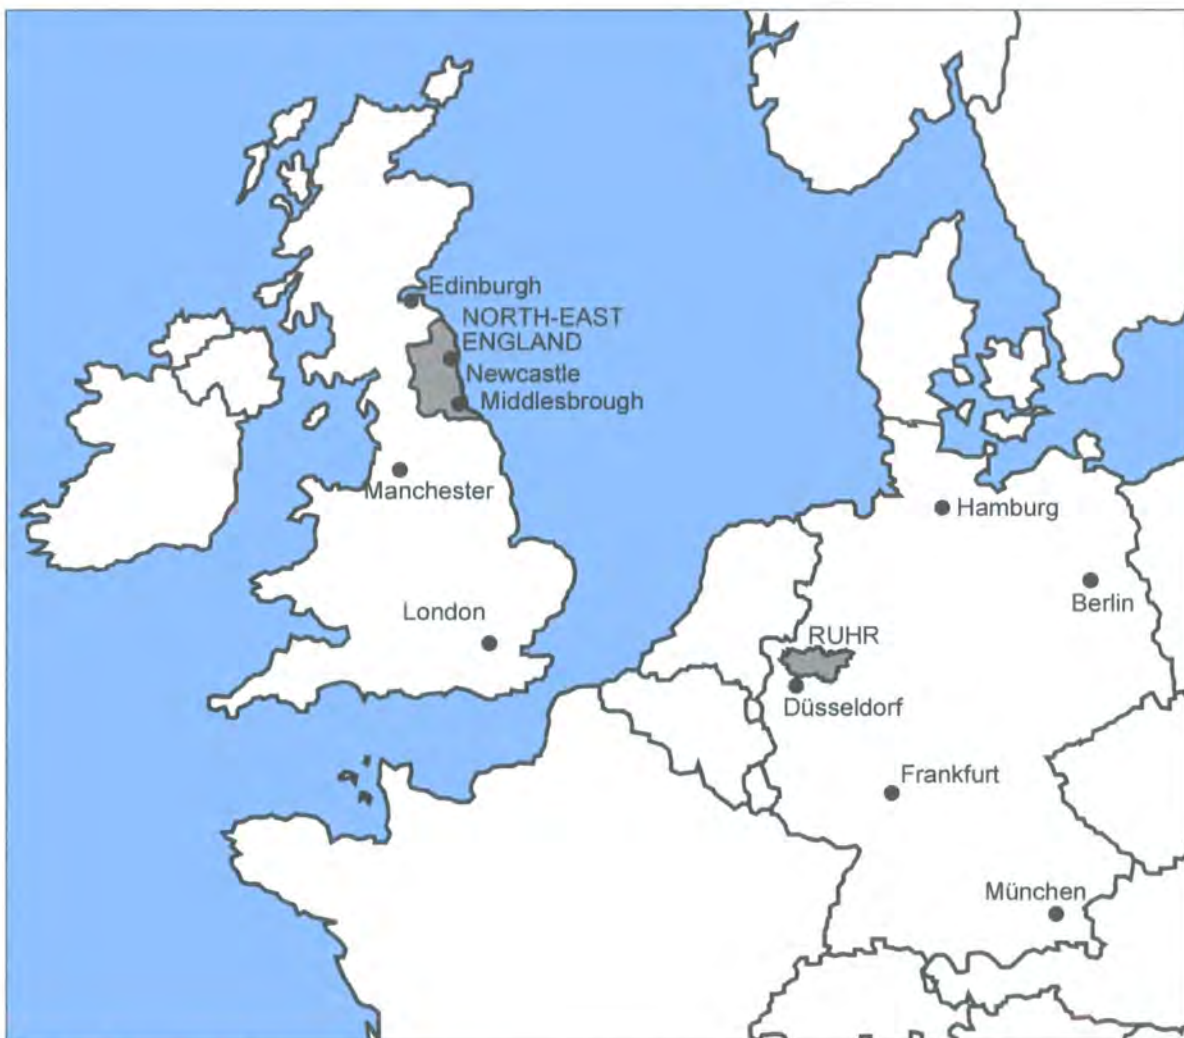 Edinburgh
NORTH-EAST
ENGLAND
Newcastle
Middlesbrough
Manchester
Hamburg
Berlin
London
RUHR
Düsseldorf
Frankfurt
München